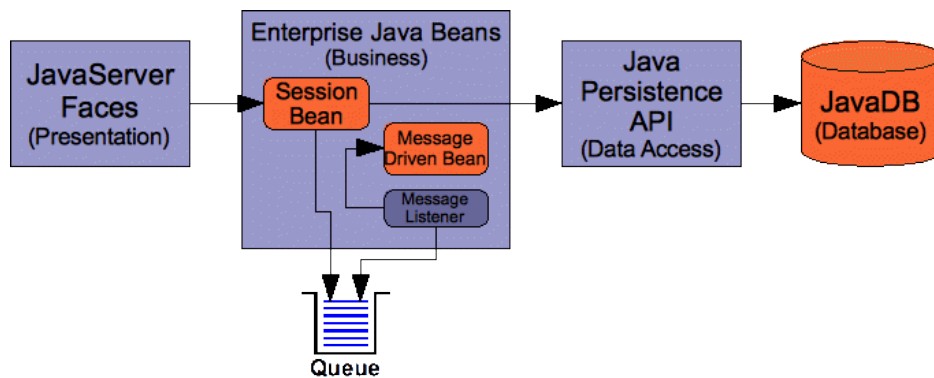 JavaServer
Faces
(Presentation)
Enterprise Java Beans
(Business)
Session
Bean
Message
Driven Bean
Message
Listener
Java
Persistence
API
(Data Access)
JavaDB
(Database)
Queue